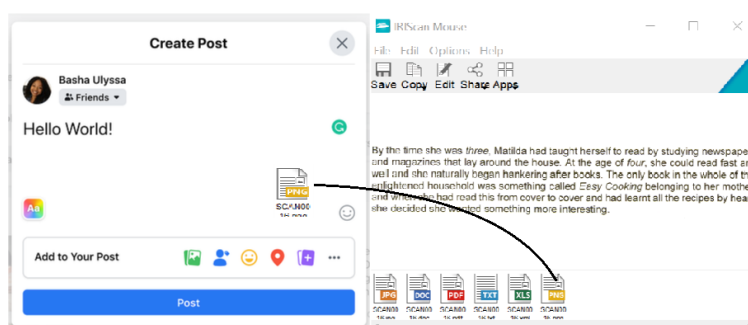 Create Post
Basha Ulyssa
Friends
Hello World!
PNG
SCAN00
Aa
Add to Your Post
Post
IRIScan Mouse
File Edit Options Help
Save Copy Edit Share Apps
By the time she was three, Matilda had taught herself to read by studying newspape
and magazines that lay around the house. At the age of four, she could read fast an
well and she naturally began hankering after books. The only book in the whole of th
enlightened household was something called Easy Cooking belonging to her mothe
and when she had read this from cover to cover and had learnt all the recipes by hea
she decided she wanted something more interesting.
JPG DOC PDF TXT XLS PNG
SCAN00 SCAN00 SCAN00 SCAN00 SCAN00 SCAN00